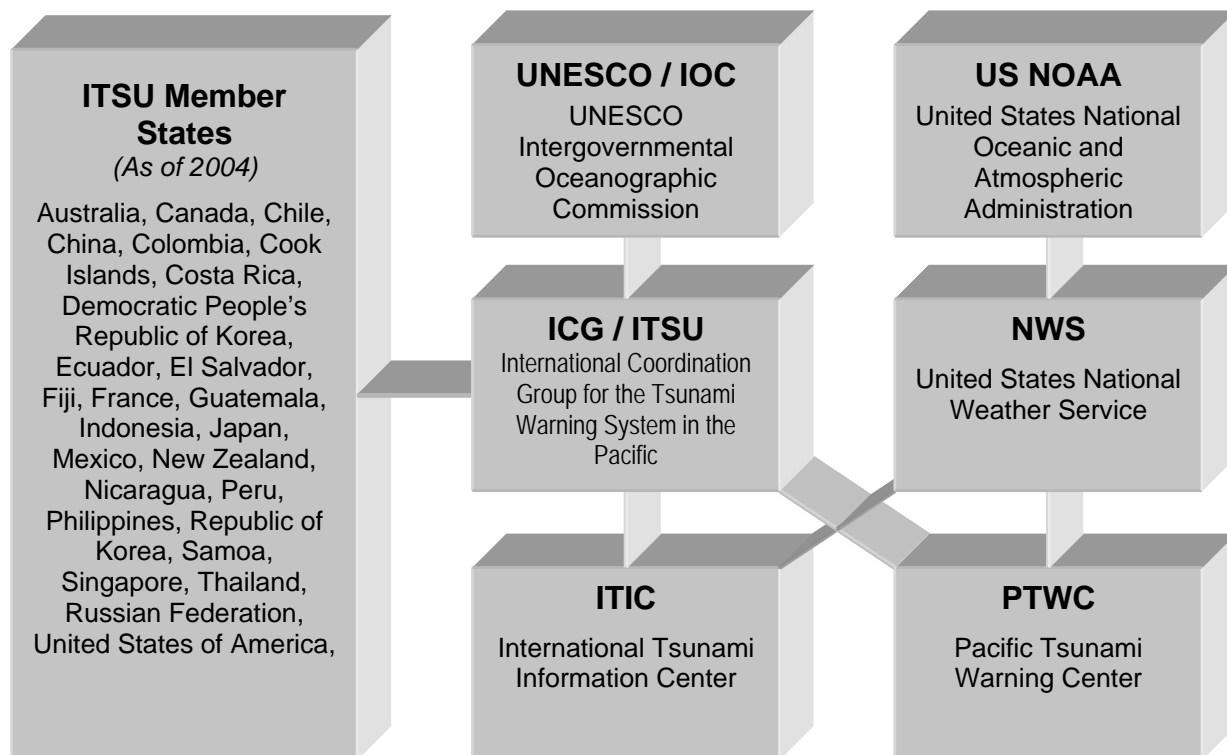 ITSU Member
States
(As of 2004)
Australia, Canada, Chile,
China, Colombia, Cook
Islands, Costa Rica,
Democratic People's
Republic of Korea,
Ecuador, El Salvador,
Fiji, France, Guatemala,
Indonesia, Japan,
Mexico, New Zealand,
Nicaragua, Peru,
Philippines, Republic of
Korea, Samoa,
Singapore, Thailand,
Russian Federation,
United States of America,
UNESCO / IOC
UNESCO
Intergovernmental
Oceanographic
Commission
US NOAA
United States National
Oceanic and
Atmospheric
Administration
ICG / ITSU
International Coordination
Group for the Tsunami
Warning System in the
Pacific
NWS
United States National
Weather Service
ITIC
International Tsunami
Information Center
PTWC
Pacific Tsunami
Warning Center